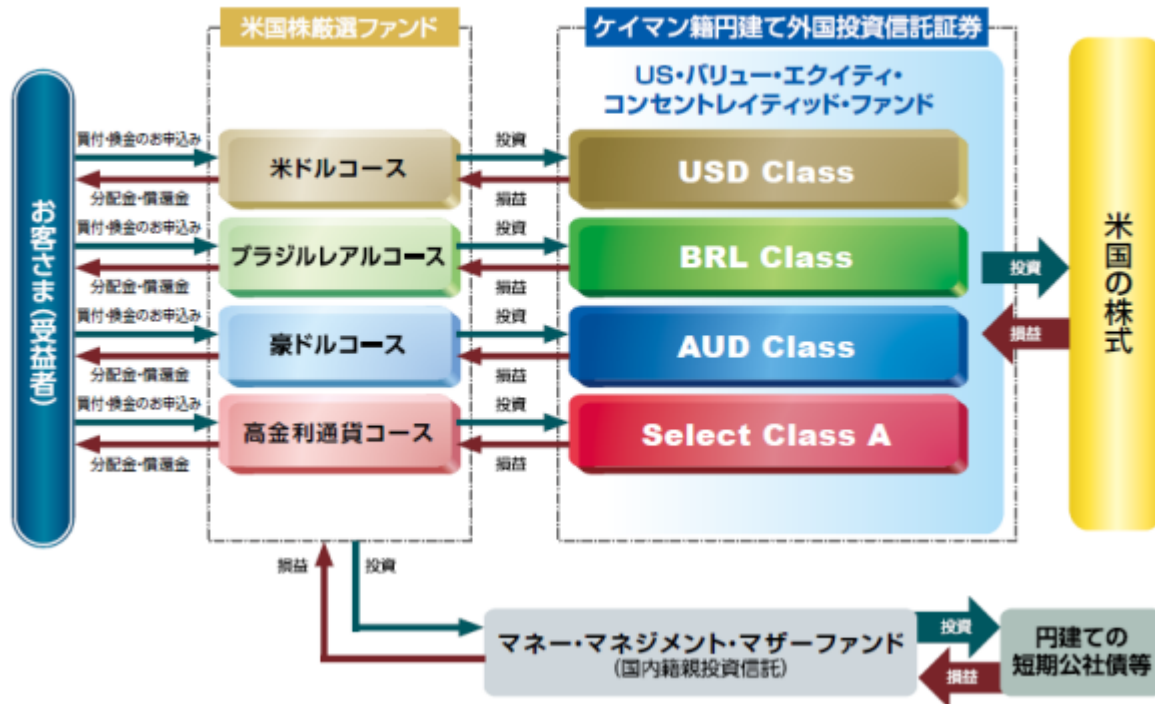 米国株厳選ファンド
ケイマン籍円建て外国投資信託証券
US・バリュー・エクイティ・
コンセントレイティッド・ファンド
お客さま(受益者)
買付・換金のお申込み
米ドルコース
投資
USD Class
分配金・償還金
損益
買付・換金のお申込み
ブラジルレアルコース
投資
BRL Class
分配金・償還金
損益
買付・換金のお申込み
豪ドルコース
投資
AUD Class
分配金・償還金
損益
買付・換金のお申込み
高金利通貨コース
投資
Select Class A
分配金・償還金
損益
投資
損益
米国の株式
損益
投資
マネー・マネジメント・マザーファンド
(国内籍親投資信託)
投資
損益
円建ての
短期公社債等